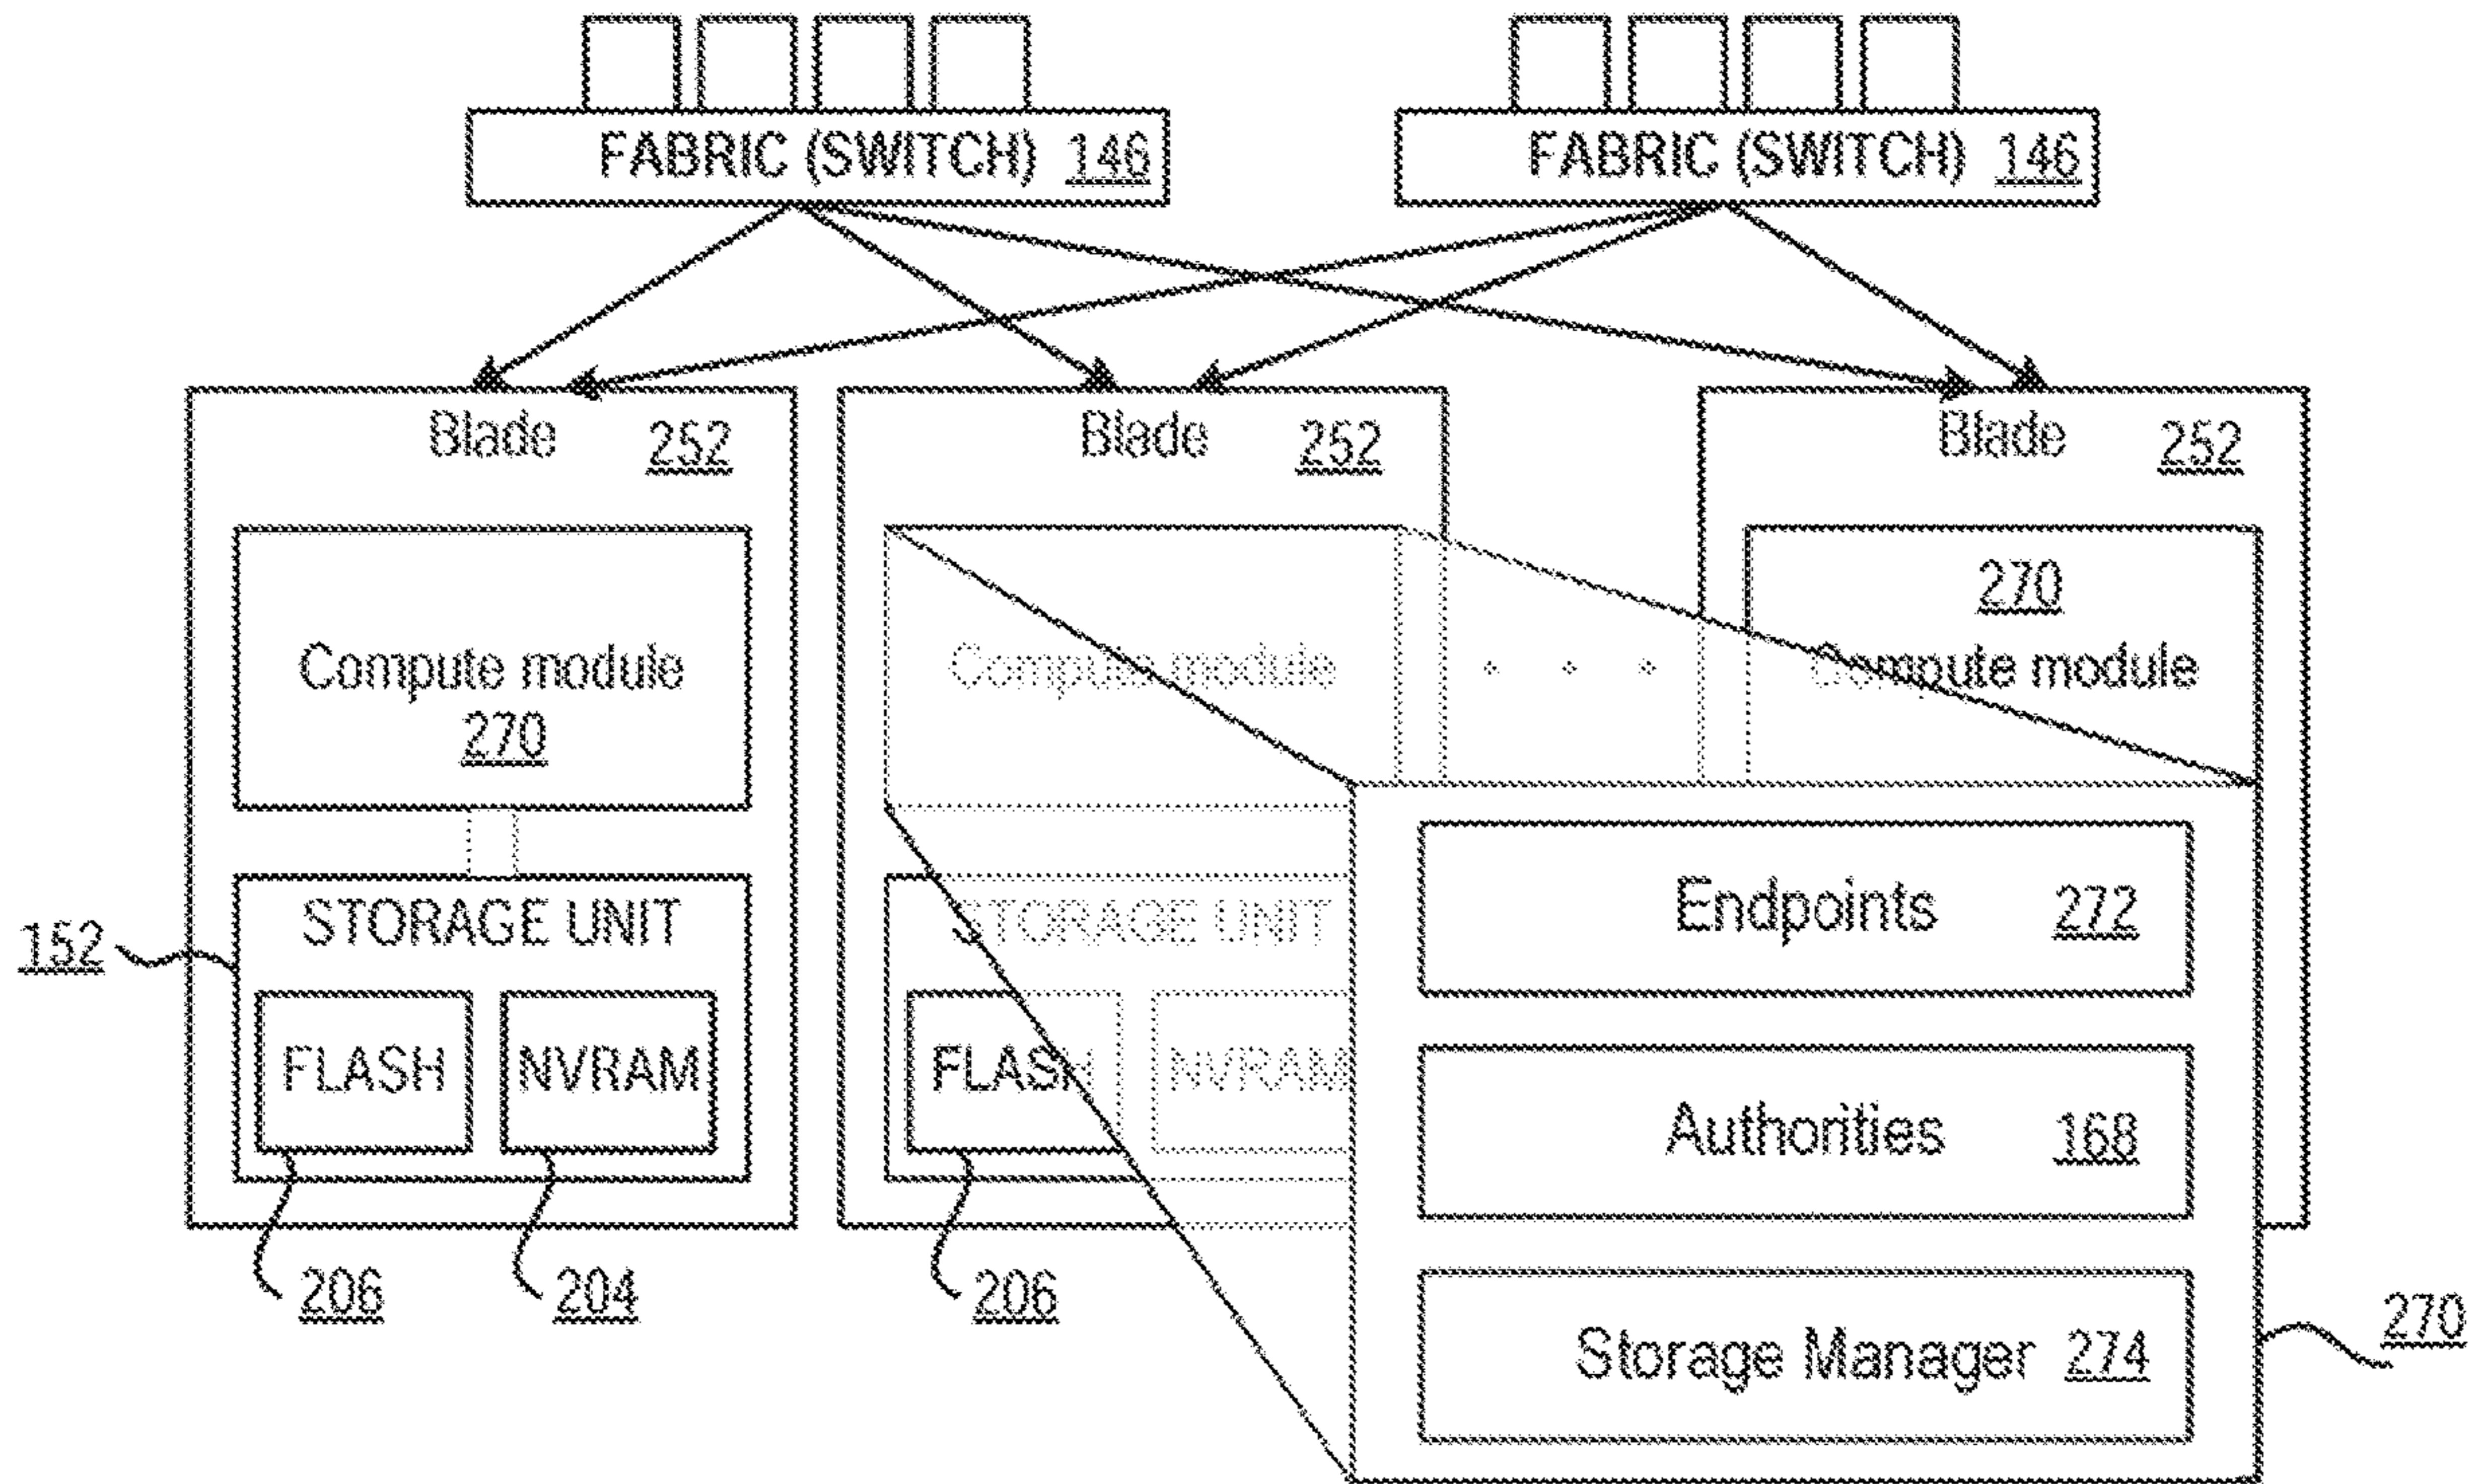 FABRIC (SWITCH) 146
FABRIC (SWITCH) 146
Blade 252
Blade 252
Blade 252
Compute module
270
Compute module
270
Compute module
152
STORAGE UNIT
FLASH
NVRAM
206
204
STORAGE UNIT
FLASH
NVRAM
206
Endpoints 272
Authorities 168
Storage Manager 274
270